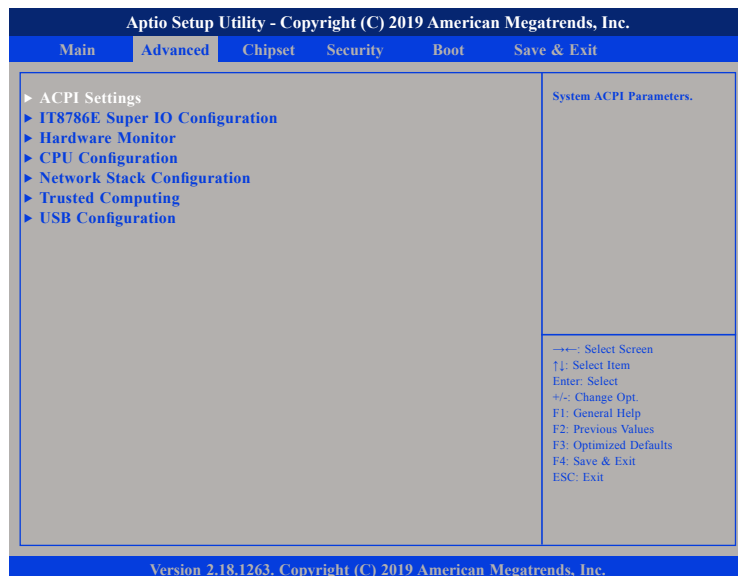 Aptio Setup Utility - Copyright (C) 2019 American Megatrends, Inc.
Main Advanced Chipset Security Boot Save & Exit
► ACPI Settings
► IT8786E Super IO Configuration
► Hardware Monitor
► CPU Configuration
► Network Stack Configuration
► Trusted Computing
► USB Configuration
System ACPI Parameters.
→←: Select Screen
↑↓: Select Item
Enter: Select
+/-: Change Opt.
F1: General Help
F2: Previous Values
F3: Optimized Defaults
F4: Save & Exit
ESC: Exit
Version 2.18.1263. Copyright (C) 2019 American Megatrends, Inc.